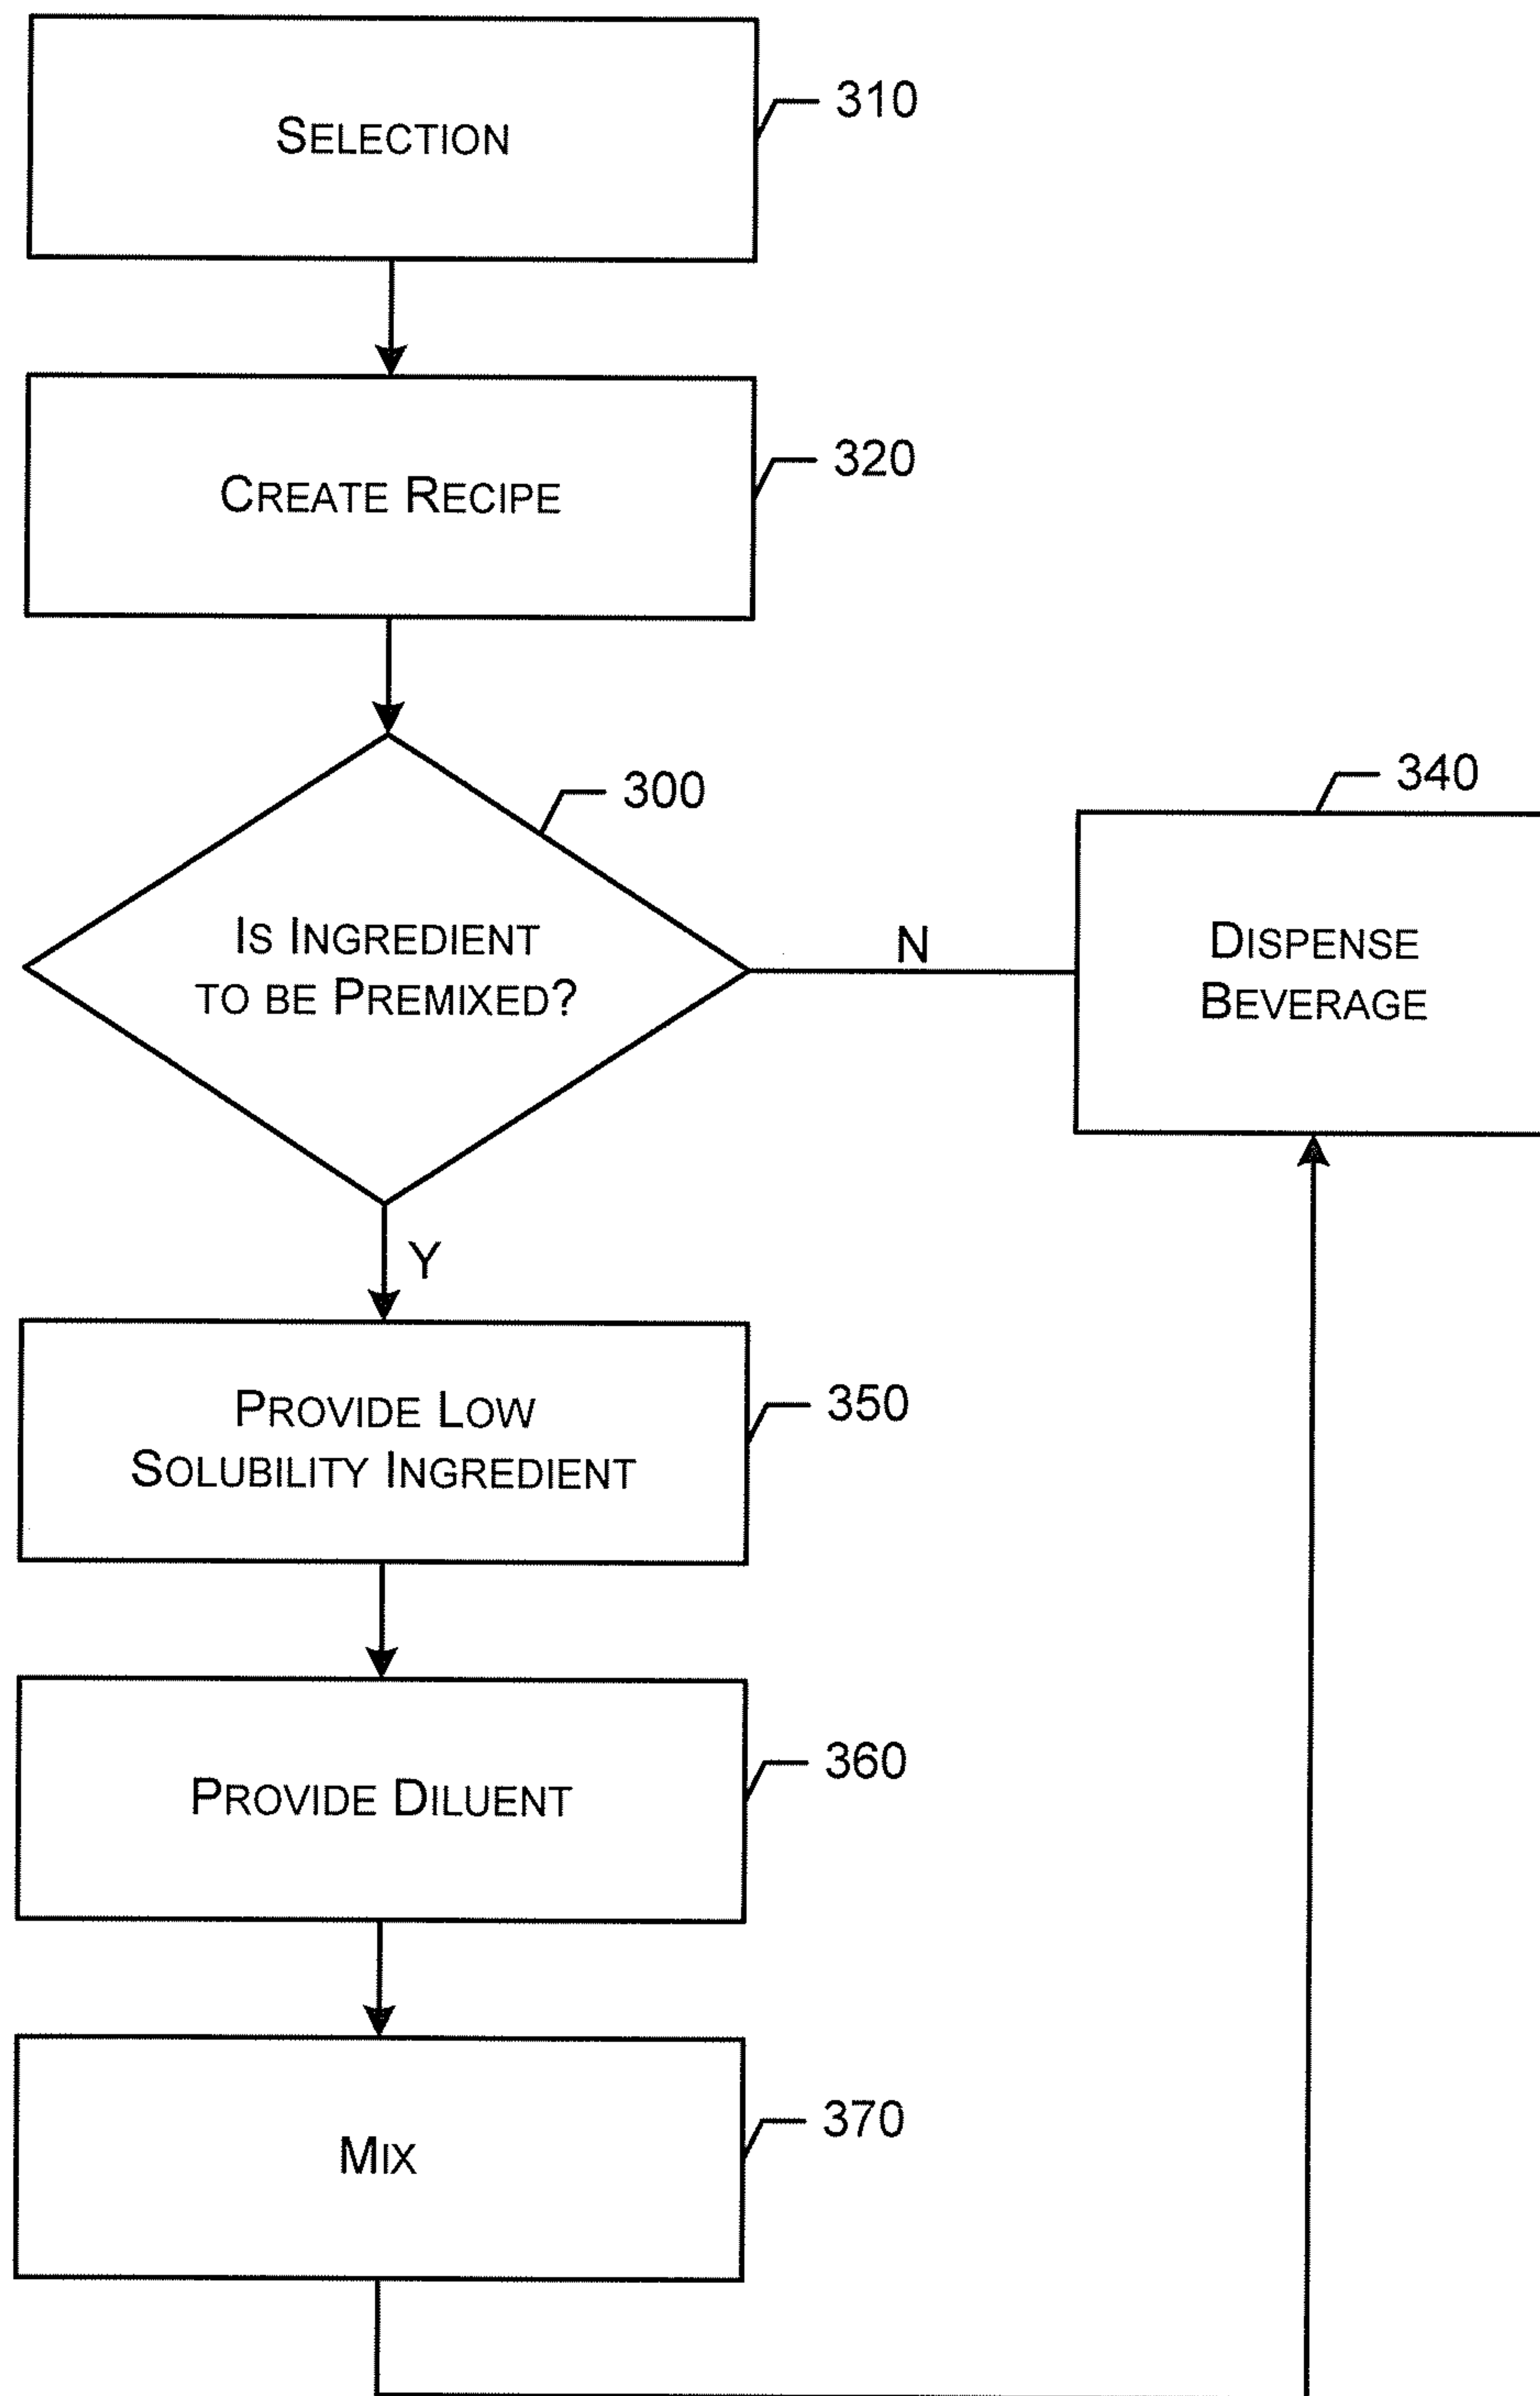 SELECTION
310
CREATE RECIPE
320
300
IS INGREDIENT
TO BE PREMIXED?
N
340
DISPENSE
BEVERAGE
Y
PROVIDE LOW
SOLUBILITY INGREDIENT
350
PROVIDE DILUENT
360
MIX
370